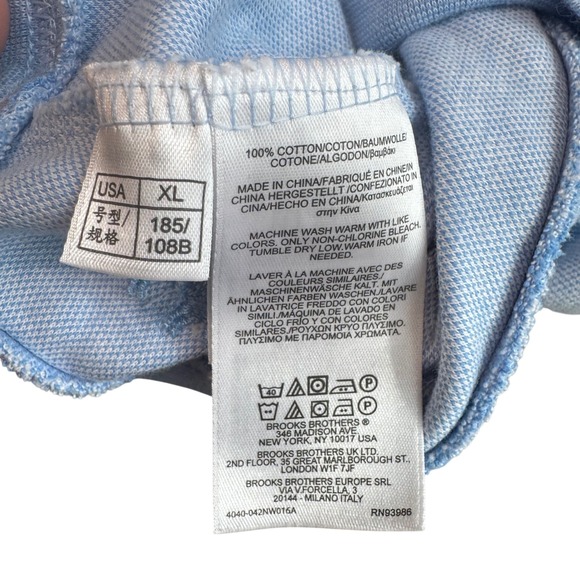 USA XL
号型/规格 185/108B
100% COTTON/COTON/BAUMWOLLE/
COTONE/ALGODON/βαμβάκι
MADE IN CHINA/FABRIQUÉ EN CHINE/IN
CHINA HERGESTELLT /CONFEZIONATO IN
CINA/HECHO EN CHINA/ Κατασκευάζεται
στην Κίνα
MACHINE WASH WARM WITH LIKE
COLORS. ONLY NON-CHLORINE BLEACH.
TUMBLE DRY LOW.WARM IRON IF
NEEDED.
LAVER À LA MACHINE AVEC DES
COULEURS SIMILAIRES./
MASCHINENWÄSCHE KALT. MIT
ÄHNLICHEN FARBEN WASCHEN/LAVARE
IN LAVATRICE FREDDO CON COLORI
SIMILI./MÁQUINA DE LAVADO EN
CICLO FRÍO Y CON COLORES
SIMILARES./ΡΟΥΧΩΝ ΚΡΥΟ ΠΛΥΣΙΜΟ.
ΠΛΥΣΙΜΟ ΜΕ ΠΑΡΟΜΟΙΑ ΧΡΩΜΑΤΑ.
40 P
P
BROOKS BROTHERS ®
346 MADISON AVE.
NEW YORK, NY 10017 USA
BROOKS BROTHERS UK LTD.
2ND FLOOR, 35 GREAT MARLBOROUGH ST.,
LONDON W1F 7JF
BROOKS BROTHERS EUROPE SRL
VIA V.FORCELLA, 3
20144 - MILANO ITALY
4040-042NW016A RN93986